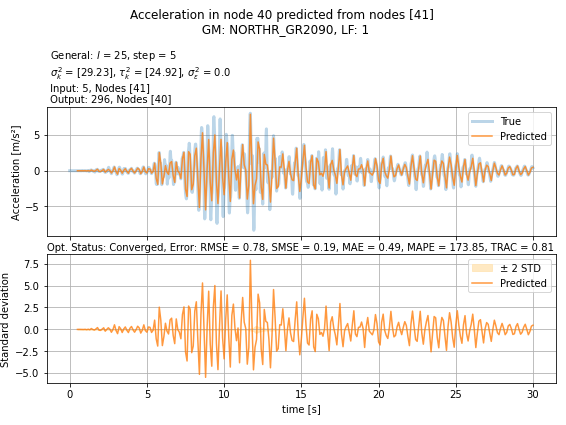 Acceleration in node 40 predicted from nodes [41]
GM: NORTHR_GR2090, LF: 1
General: l = 25, step = 5
σ²ₖ = [29.23], τ²ₖ = [24.92], σ²ε = 0.0
Input: 5, Nodes [41]
Output: 296, Nodes [40]
Acceleration [m/s²]
5
0
−5
True
Predicted
Opt. Status: Converged, Error: RMSE = 0.78, SMSE = 0.19, MAE = 0.49, MAPE = 173.85, TRAC = 0.81
Standard deviation
7.5
5.0
2.5
0.0
−2.5
−5.0
± 2 STD
Predicted
0 5 10 15 20 25 30
time [s]